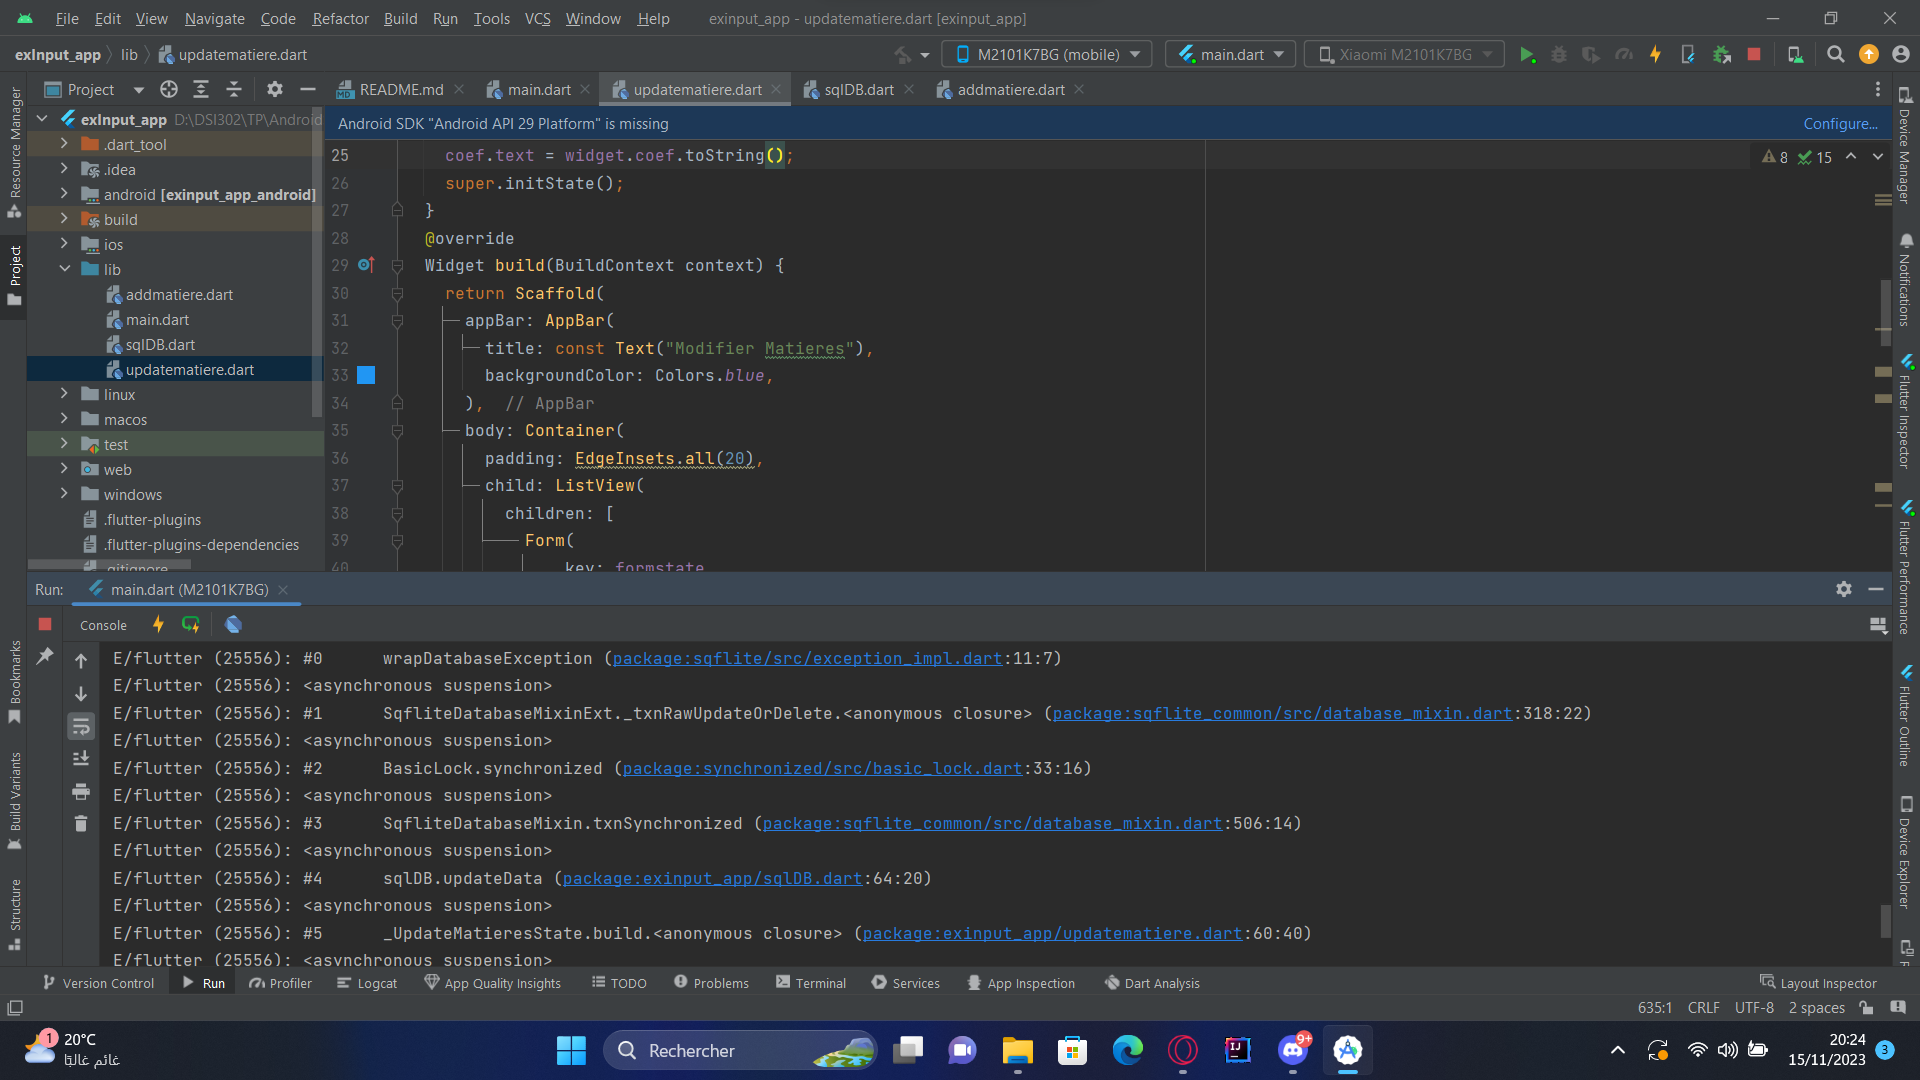 File Edit View Navigate Code Refactor Build Run Tools VCS Window Help exinput_app - updatematiere.dart [exinput_app]
exInput_app lib updatematiere.dart M2101K7BG (mobile) main.dart Xiaomi M2101K7BG
Project README.md main.dart updatematiere.dart sqlDB.dart addmatiere.dart
exInput_app D:\DSI302\TP\Android
.dart_tool
.idea
android [exinput_app_android]
build
ios
lib
addmatiere.dart
main.dart
sqlDB.dart
updatematiere.dart
linux
macos
test
web
windows
.flutter-plugins
.flutter-plugins-dependencies
.gitignore
Resource Manager
Project
Bookmarks
Build Variants
Structure
Android SDK "Android API 29 Platform" is missing Configure...
8 15
25 coef.text = widget.coef.toString();
26 super.initState();
27 }
28 @override
29 Widget build(BuildContext context) {
30 return Scaffold(
31 appBar: AppBar(
32 title: const Text("Modifier Matieres"),
33 backgroundColor: Colors.blue,
34 ), // AppBar
35 body: Container(
36 padding: EdgeInsets.all(20),
37 child: ListView(
38 children: [
39 Form(
40 key: formstate
Device Manager
Notifications
Flutter Inspector
Flutter Performance
Flutter Outline
Device Explorer
Run: main.dart (M2101K7BG)
Console
E/flutter (25556): #0 wrapDatabaseException (package:sqflite/src/exception_impl.dart:11:7)
E/flutter (25556): <asynchronous suspension>
E/flutter (25556): #1 SqfliteDatabaseMixinExt._txnRawUpdateOrDelete.<anonymous closure> (package:sqflite_common/src/database_mixin.dart:318:22)
E/flutter (25556): <asynchronous suspension>
E/flutter (25556): #2 BasicLock.synchronized (package:synchronized/src/basic_lock.dart:33:16)
E/flutter (25556): <asynchronous suspension>
E/flutter (25556): #3 SqfliteDatabaseMixin.txnSynchronized (package:sqflite_common/src/database_mixin.dart:506:14)
E/flutter (25556): <asynchronous suspension>
E/flutter (25556): #4 sqlDB.updateData (package:exinput_app/sqlDB.dart:64:20)
E/flutter (25556): <asynchronous suspension>
E/flutter (25556): #5 _UpdateMatieresState.build.<anonymous closure> (package:exinput_app/updatematiere.dart:60:40)
E/flutter (25556): <asynchronous suspension>
Version Control Run Profiler Logcat App Quality Insights TODO Problems Terminal Services App Inspection Dart Analysis Layout Inspector
635:1 CRLF UTF-8 2 spaces
1 20°C
غائم غالبًا
Rechercher
9+
20:24
15/11/2023
3